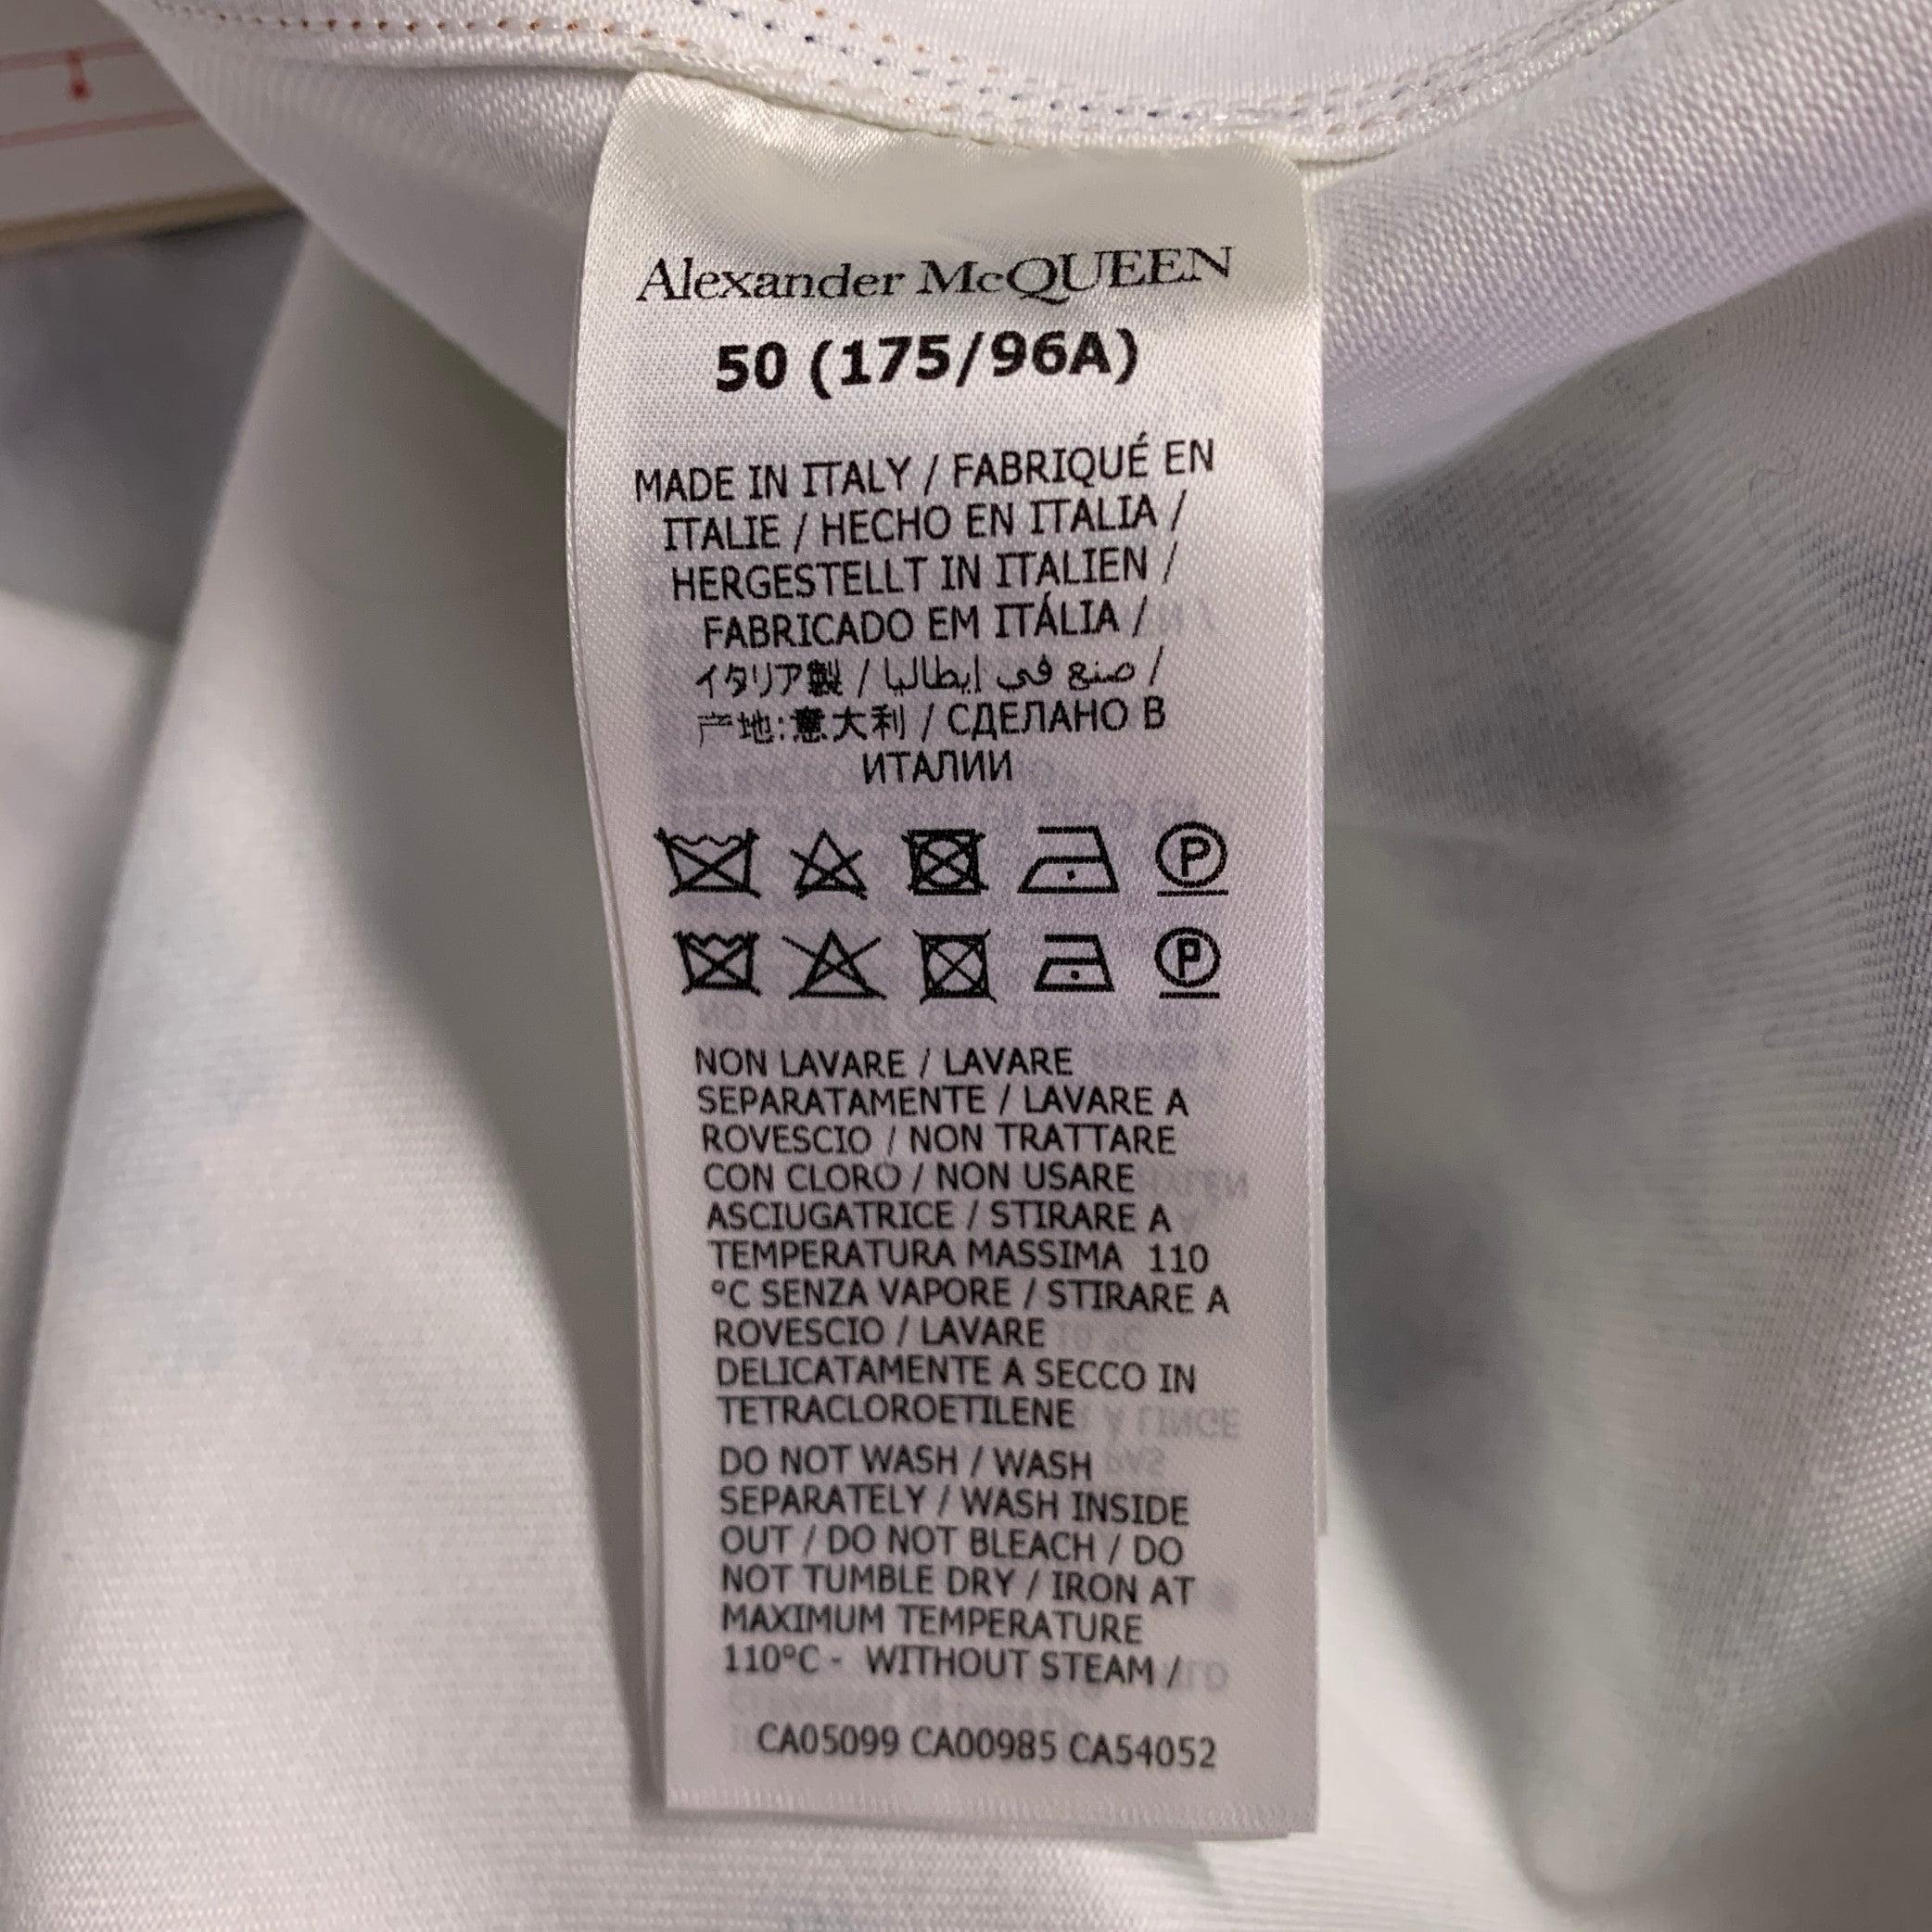 Alexander McQUEEN
50 (175/96A)
MADE IN ITALY / FABRIQUÉ EN
ITALIE / HECHO EN ITALIA /
HERGESTELLT IN ITALIEN /
FABRICADO EM ITÁLIA /
イタリア製 / صنع في ايطاليا /
产地:意大利 / СДЕЛАНО В
ИТАЛИИ
NON LAVARE / LAVARE
SEPARATAMENTE / LAVARE A
ROVESCIO / NON TRATTARE
CON CLORO / NON USARE
ASCIUGATRICE / STIRARE A
TEMPERATURA MASSIMA 110
°C SENZA VAPORE / STIRARE A
ROVESCIO / LAVARE
DELICATAMENTE A SECCO IN
TETRACLOROETILENE
DO NOT WASH / WASH
SEPARATELY / WASH INSIDE
OUT / DO NOT BLEACH / DO
NOT TUMBLE DRY / IRON AT
MAXIMUM TEMPERATURE
110°C - WITHOUT STEAM /
CA05099 CA00985 CA54052